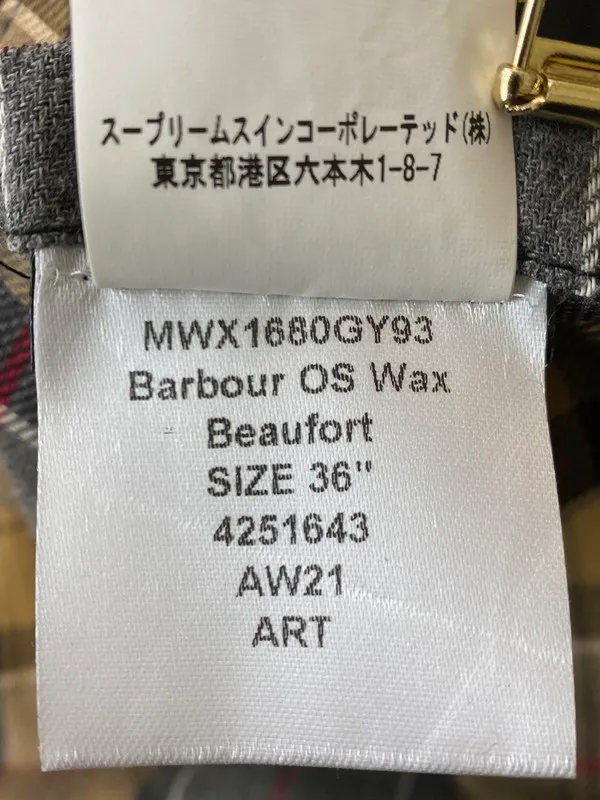 スープリームスインコーポレーテッド(株)
東京都港区六本木1-8-7
MWX1680GY93
Barbour OS Wax
Beaufort
SIZE 36"
4251643
AW21
ART